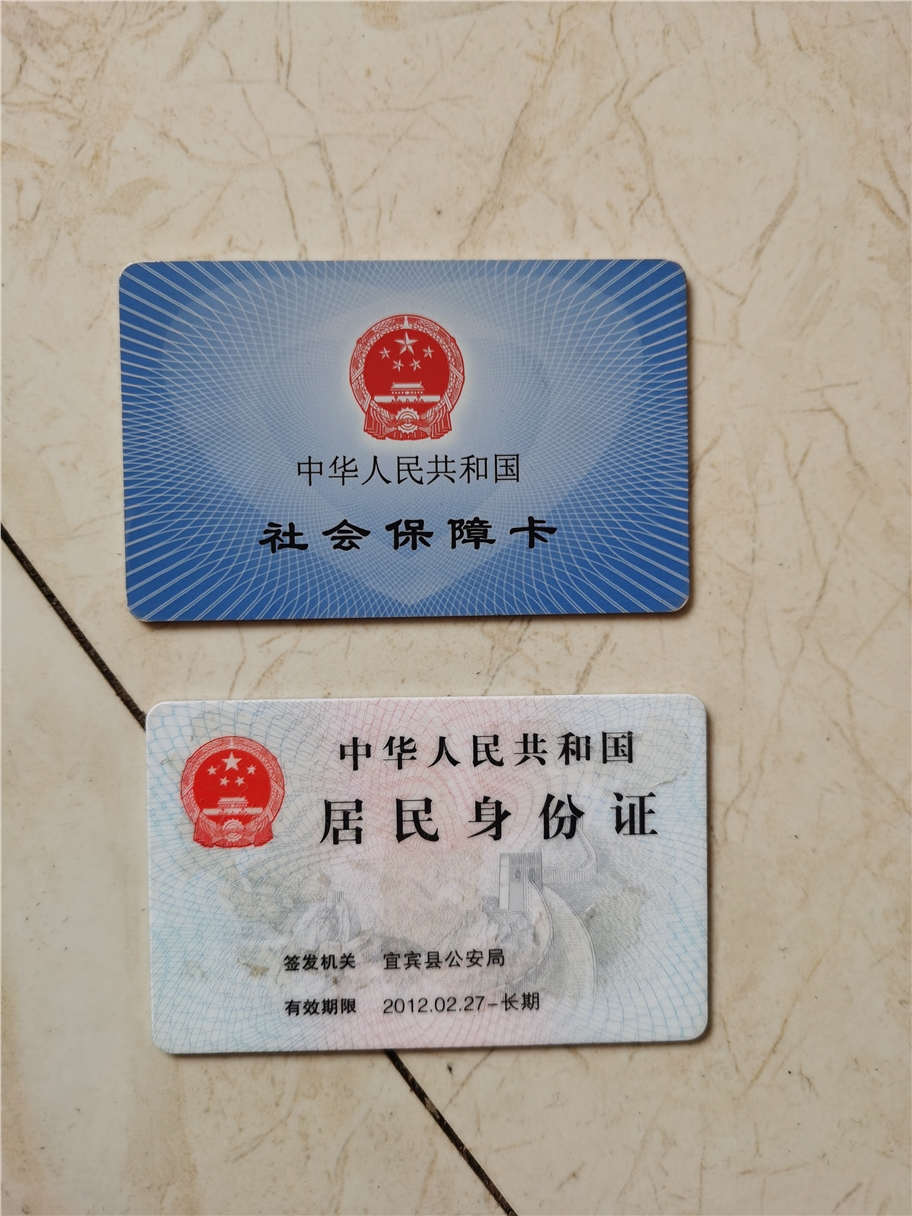 中华人民共和国
社会保障卡
中华人民共和国
居民身份证
签发机关 宜宾县公安局
有效期限 2012.02.27-长期